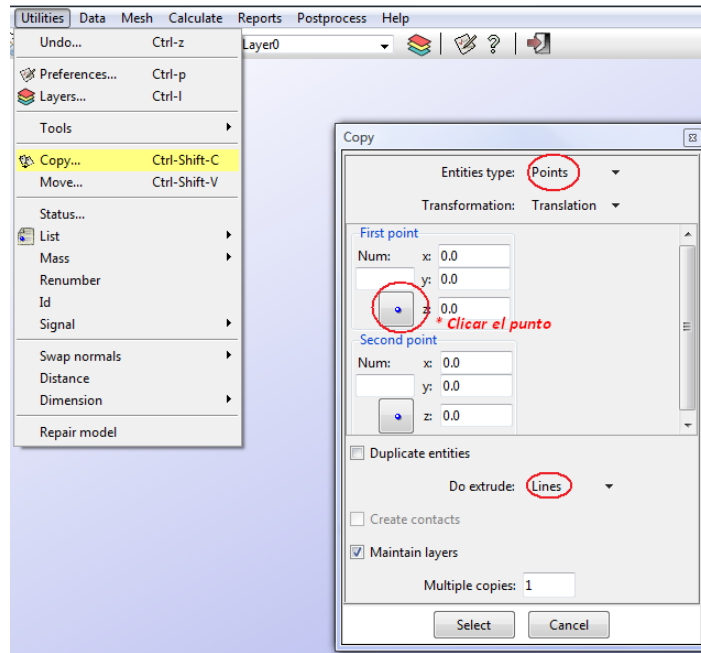 Utilities Data Mesh Calculate Reports Postprocess Help
Undo... Ctrl-z
Layer0
Preferences... Ctrl-p
Layers... Ctrl-l
Tools
Copy... Ctrl-Shift-C
Move... Ctrl-Shift-V
Status...
List
Mass
Renumber
Id
Signal
Swap normals
Distance
Dimension
Repair model
Copy
Entities type: Points
Transformation: Translation
First point
Num: x: 0.0
y: 0.0
z: 0.0
* Clicar el punto
Second point
Num: x: 0.0
y: 0.0
z: 0.0
Duplicate entities
Do extrude: Lines
Create contacts
Maintain layers
Multiple copies: 1
Select Cancel